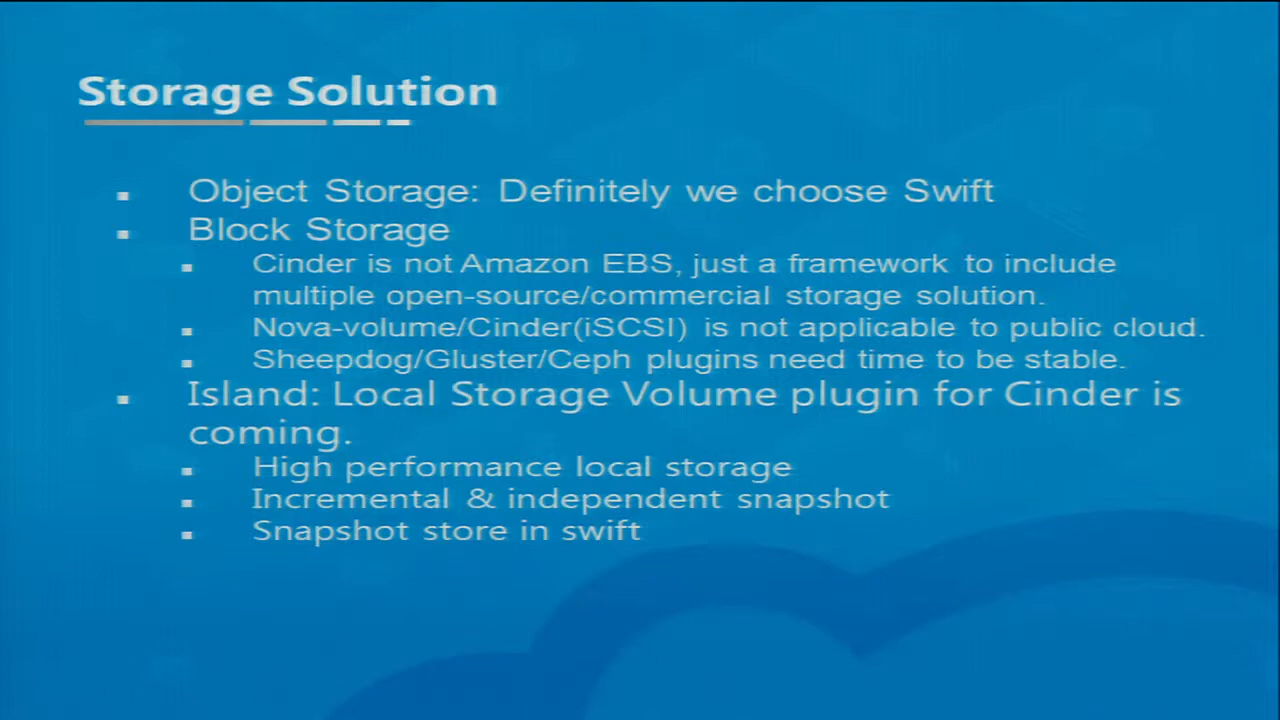 Storage Solution
Object Storage: Definitely we choose Swift
Block Storage
Cinder is not Amazon EBS, just a framework to include
multiple open-source/commercial storage solution.
Nova-volume/Cinder(iSCSI) is not applicable to public cloud.
Sheepdog/Gluster/Ceph plugins need time to be stable.
Island: Local Storage Volume plugin for Cinder is
coming.
High performance local storage
Incremental & independent snapshot
Snapshot store in swift